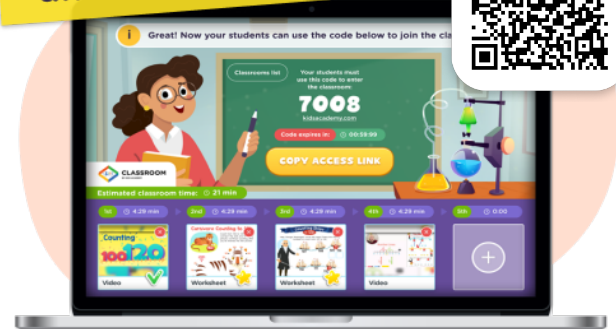 Great! Now your students can use the code below to join the cla
Classrooms list
Your students must
use this code to enter
the classroom:
7008
kidsacademy.com
Code expires in: 00:59:99
COPY ACCESS LINK
CLASSROOM
Estimated classroom time: 21 min
1st 4:29 min 2nd 4:29 min 3rd 4:29 min 4th 4:29 min 5th 0:00
Counting
100 120
Video Worksheet Worksheet Video